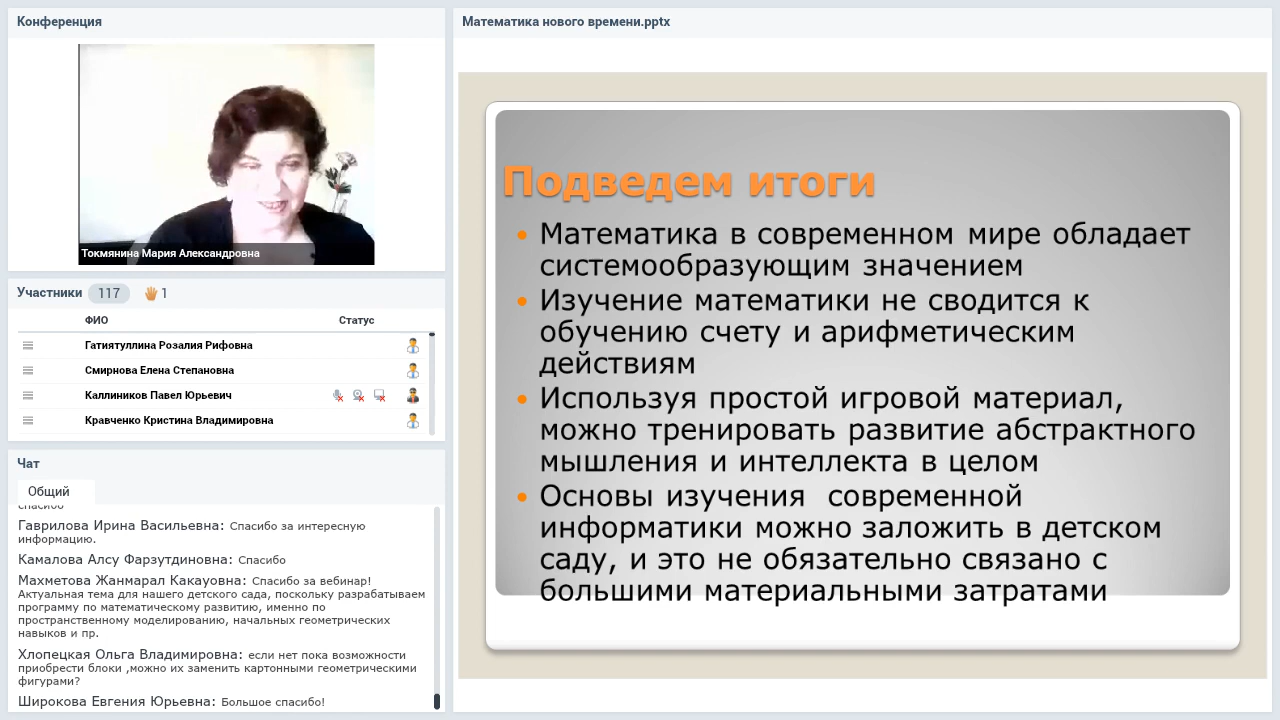 Конференция
Токмянина Мария Александровна
Участники 117 1
ФИО Статус
Гатиятуллина Розалия Рифовна
Смирнова Елена Степановна
Каллиников Павел Юрьевич
Кравченко Кристина Владимировна
Чат
Общий
спасибо
Гаврилова Ирина Васильевна: Спасибо за интересную
информацию.
Камалова Алсу Фарзутдиновна: Спасибо
Махметова Жанмарал Какауовна: Спасибо за вебинар!
Актуальная тема для нашего детского сада, поскольку разрабатываем
программу по математическому развитию, именно по
пространственному моделированию, начальных геометрических
навыков и пр.
Хлопецкая Ольга Владимировна: если нет пока возможности
приобрести блоки ,можно их заменить картонными геометрическими
фигурами?
Широкова Евгения Юрьевна: Большое спасибо!
Математика нового времени.pptx
Подведем итоги
• Математика в современном мире обладает
системообразующим значением
• Изучение математики не сводится к
обучению счету и арифметическим
действиям
• Используя простой игровой материал,
можно тренировать развитие абстрактного
мышления и интеллекта в целом
• Основы изучения современной
информатики можно заложить в детском
саду, и это не обязательно связано с
большими материальными затратами